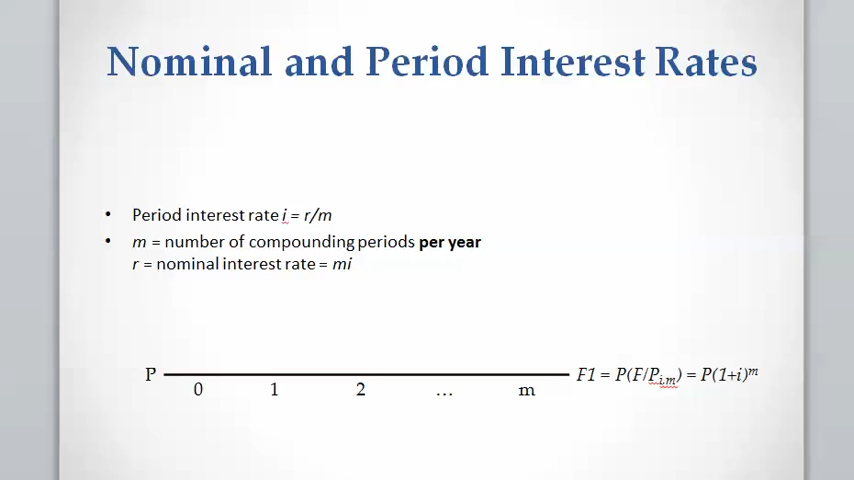 Nominal and Period Interest Rates
• Period interest rate i = r/m
• m = number of compounding periods per year
r = nominal interest rate = mi
P F1 = P(F/Pi,m) = P(1+i)^m
0 1 2 … m